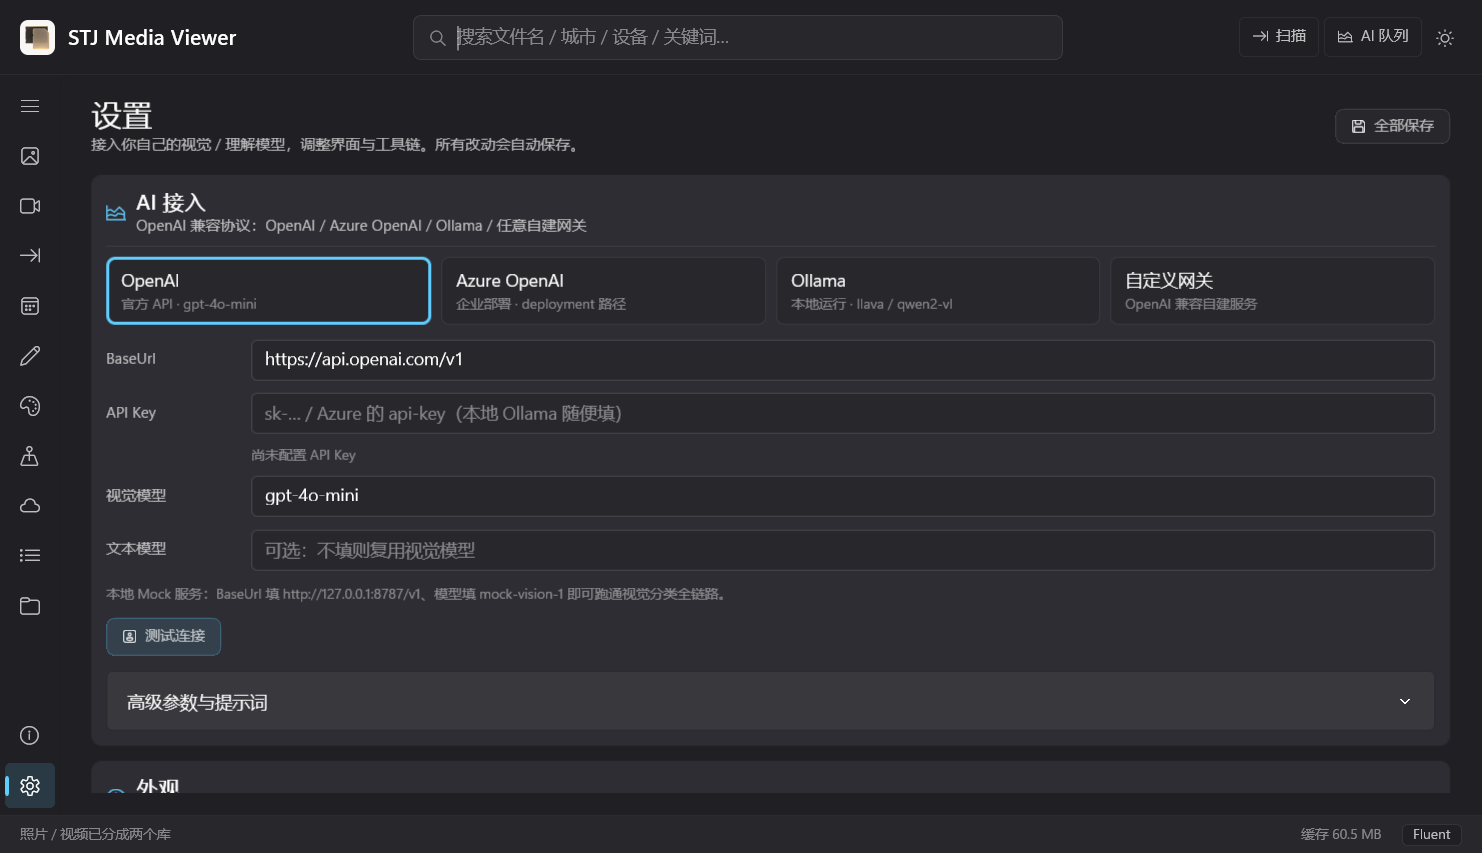 STJ Media Viewer
搜索文件名 / 城市 / 设备 / 关键词...
扫描
AI 队列
设置
接入你自己的视觉 / 理解模型，调整界面与工具链。所有改动会自动保存。
全部保存
AI 接入
OpenAI 兼容协议：OpenAI / Azure OpenAI / Ollama / 任意自建网关
OpenAI
官方 API · gpt-4o-mini
Azure OpenAI
企业部署 · deployment 路径
Ollama
本地运行 · llava / qwen2-vl
自定义网关
OpenAI 兼容自建服务
BaseUrl
https://api.openai.com/v1
API Key
sk-... / Azure 的 api-key（本地 Ollama 随便填）
尚未配置 API Key
视觉模型
gpt-4o-mini
文本模型
可选：不填则复用视觉模型
本地 Mock 服务：BaseUrl 填 http://127.0.0.1:8787/v1、模型填 mock-vision-1 即可跑通视觉分类全链路。
测试连接
高级参数与提示词
外观
照片 / 视频已分成两个库
缓存 60.5 MB
Fluent